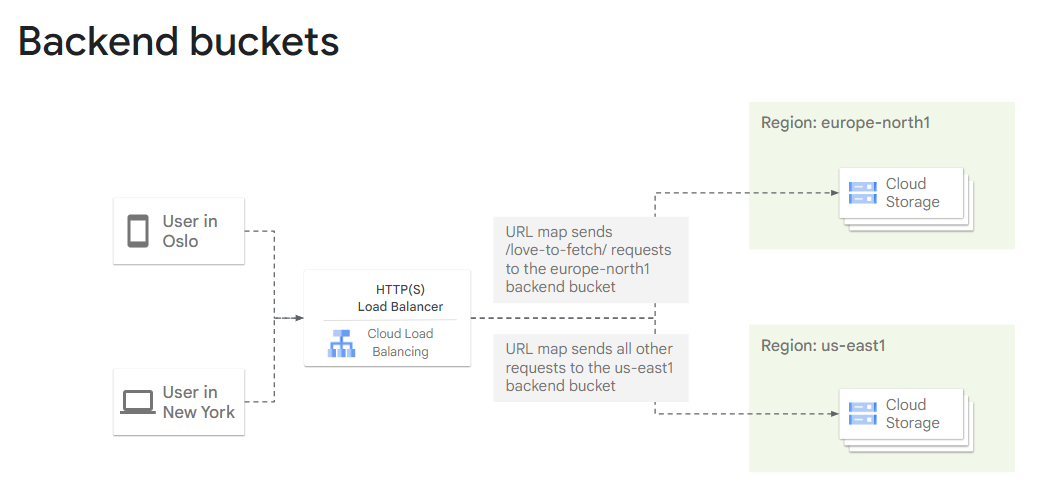 Backend buckets
Region: europe-north1
Cloud
Storage
User in
Oslo
URL map sends
/love-to-fetch/ requests
to the europe-north1
backend bucket
HTTP(S)
Load Balancer
Cloud Load
Balancing
URL map sends all other
requests to the us-east1
backend bucket
User in
New York
Region: us-east1
Cloud
Storage